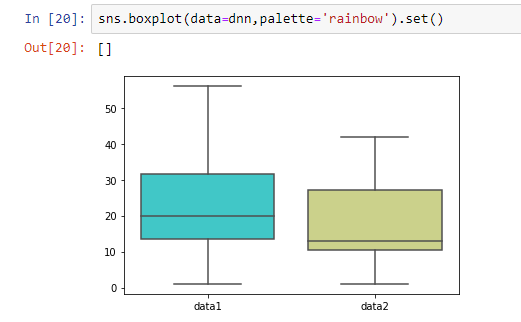 In [20]: sns.boxplot(data=dnn,palette='rainbow').set()
Out[20]: []
50
40
30
20
10
0
data1 data2